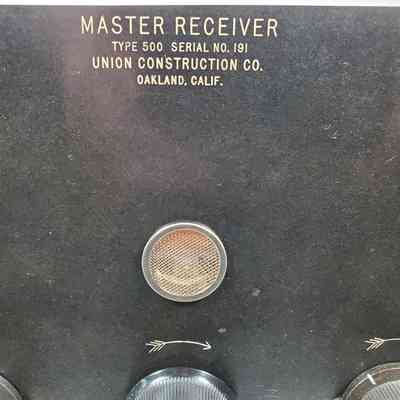 MASTER RECEIVER
TYPE 500 SERIAL NO. 191
UNION CONSTRUCTION CO.
OAKLAND, CALIF.